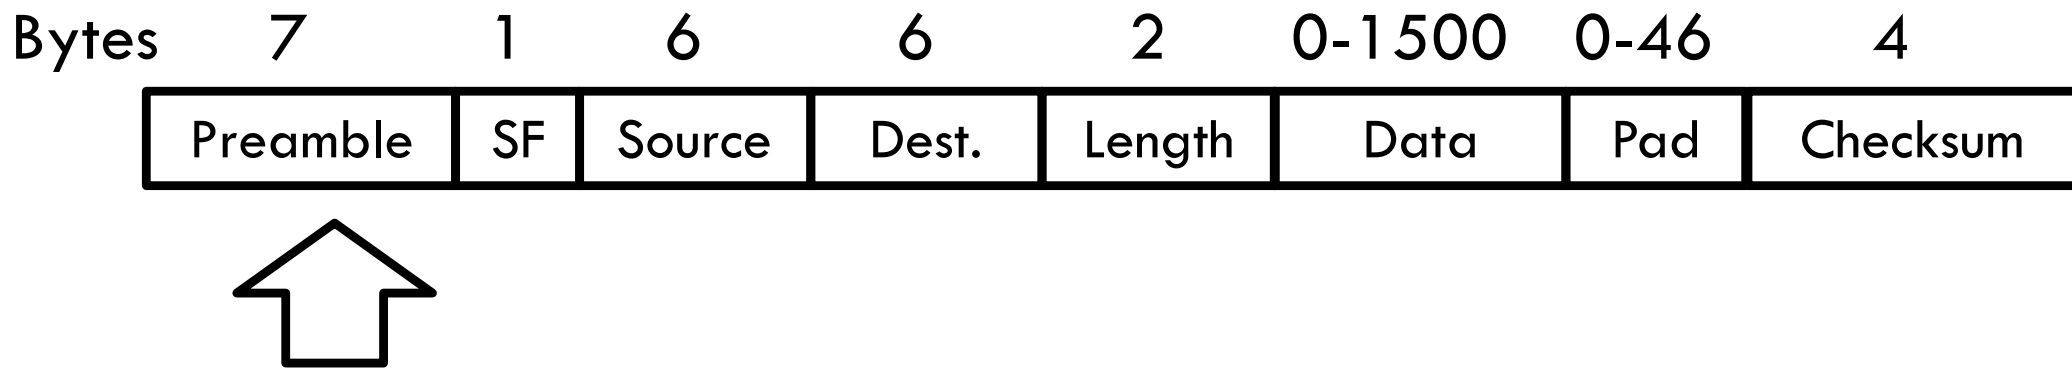 Bytes 7 1 6 6 2 0-1500 0-46 4
Preamble SF Source Dest. Length Data Pad Checksum